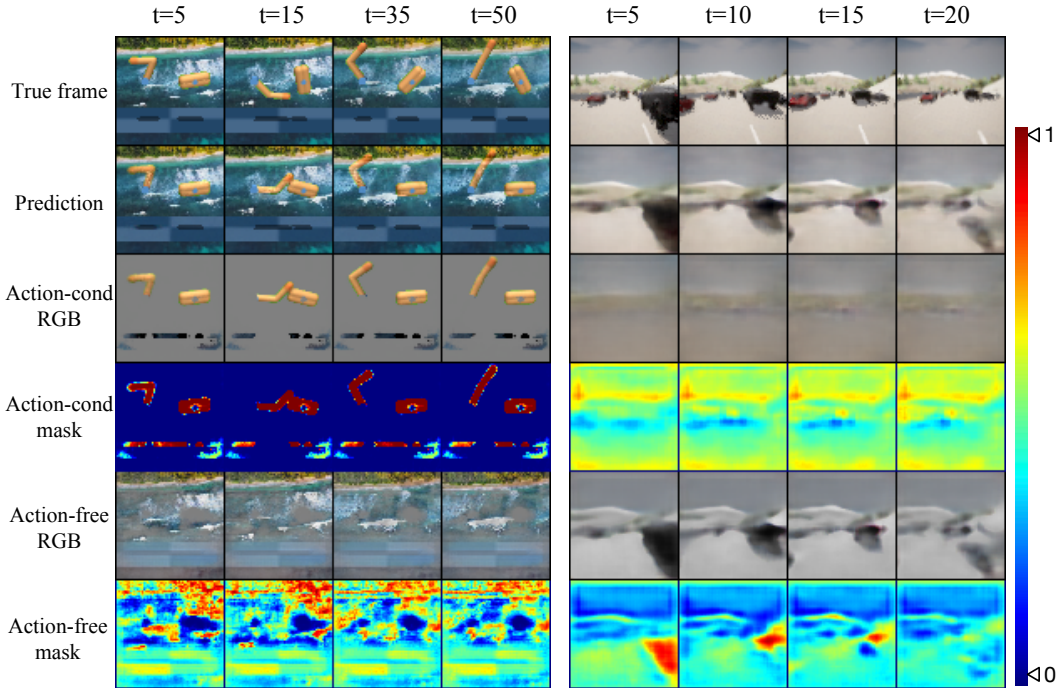 t=5 t=15 t=35 t=50 t=5 t=10 t=15 t=20
True frame
Prediction
Action-cond
RGB
Action-cond
mask
Action-free
RGB
Action-free
mask
1
0